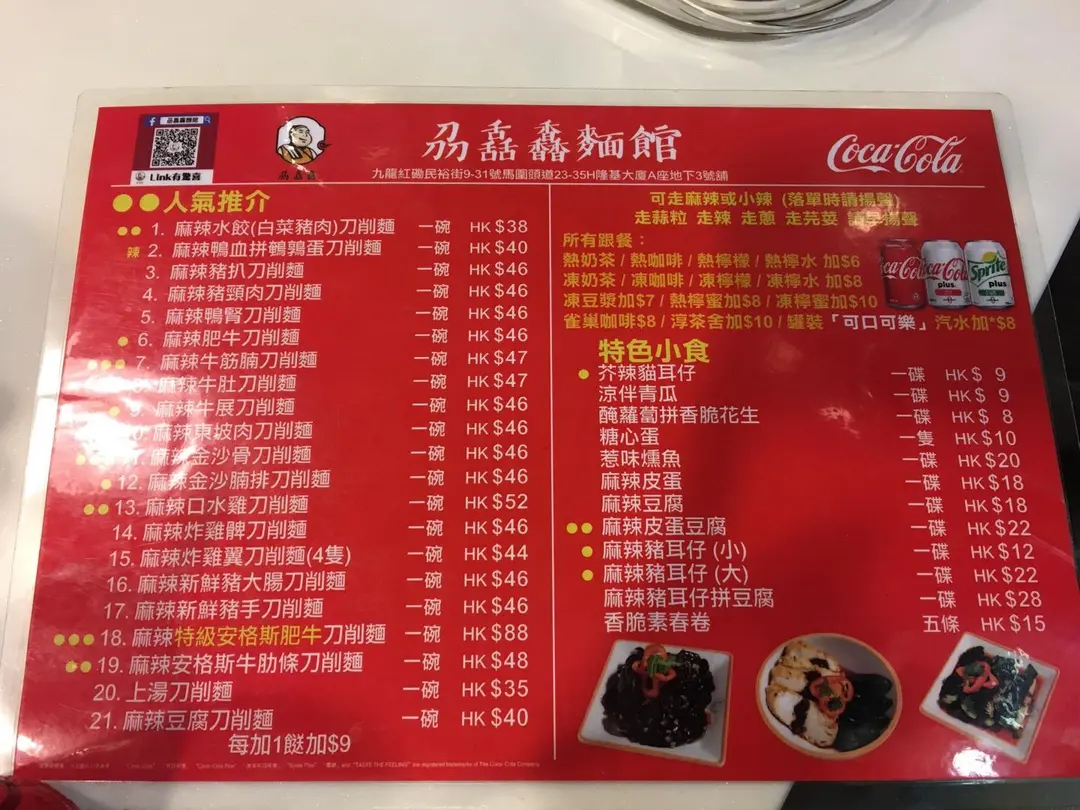 刕畾馫麵館
Link有驚喜
九龍紅磡民裕街9-31號馬圍頭道23-35H隆基大廈A座地下3號舖
Coca-Cola
人氣推介
1. 麻辣水餃(白菜豬肉)刀削麵 一碗 HK$38
辣 2. 麻辣鴨血拼鵪鶉蛋刀削麵 一碗 HK$40
3. 麻辣豬扒刀削麵 一碗 HK$46
4. 麻辣豬頸肉刀削麵 一碗 HK$46
5. 麻辣鴨腎刀削麵 一碗 HK$46
6. 麻辣肥牛刀削麵 一碗 HK$46
7. 麻辣牛筋腩刀削麵 一碗 HK$47
8. 麻辣牛肚刀削麵 一碗 HK$47
9. 麻辣牛展刀削麵 一碗 HK$46
麻辣東坡肉刀削麵 一碗 HK$46
麻辣金沙骨刀削麵 一碗 HK$46
12. 麻辣金沙腩排刀削麵 一碗 HK$46
13. 麻辣口水雞刀削麵 一碗 HK$52
14. 麻辣炸雞髀刀削麵 一碗 HK$46
15. 麻辣炸雞翼刀削麵(4隻) 一碗 HK$44
16. 麻辣新鮮豬大腸刀削麵 一碗 HK$46
17. 麻辣新鮮豬手刀削麵 一碗 HK$46
18. 麻辣特級安格斯肥牛刀削麵 一碗 HK$88
19. 麻辣安格斯牛肋條刀削麵 一碗 HK$48
20. 上湯刀削麵 一碗 HK$35
21. 麻辣豆腐刀削麵 一碗 HK$40
每加1餸加$9
可走麻辣或小辣 (落單時請揚聲)
走蒜粒 走辣 走蔥 走芫荽 請早揚聲
所有跟餐：
熱奶茶 / 熱咖啡 / 熱檸檬 / 熱檸水 加$6
凍奶茶 / 凍咖啡 / 凍檸檬 / 凍檸水 加$8
凍豆漿加$7 / 熱檸蜜加$8 / 凍檸蜜加$10
雀巢咖啡$8 / 淳茶舍加$10 / 罐裝「可口可樂」汽水加*$8
特色小食
芥辣貓耳仔 一碟 HK$ 9
涼伴青瓜 一碟 HK$ 9
醃蘿蔔拼香脆花生 一碟 HK$ 8
糖心蛋 一隻 HK$10
惹味燻魚 一碟 HK$20
麻辣皮蛋 一碟 HK$18
麻辣豆腐 一碟 HK$18
麻辣皮蛋豆腐 一碟 HK$22
麻辣豬耳仔 (小) 一碟 HK$12
麻辣豬耳仔 (大) 一碟 HK$22
麻辣豬耳仔拼豆腐 一碟 HK$28
香脆素春卷 五條 HK$15